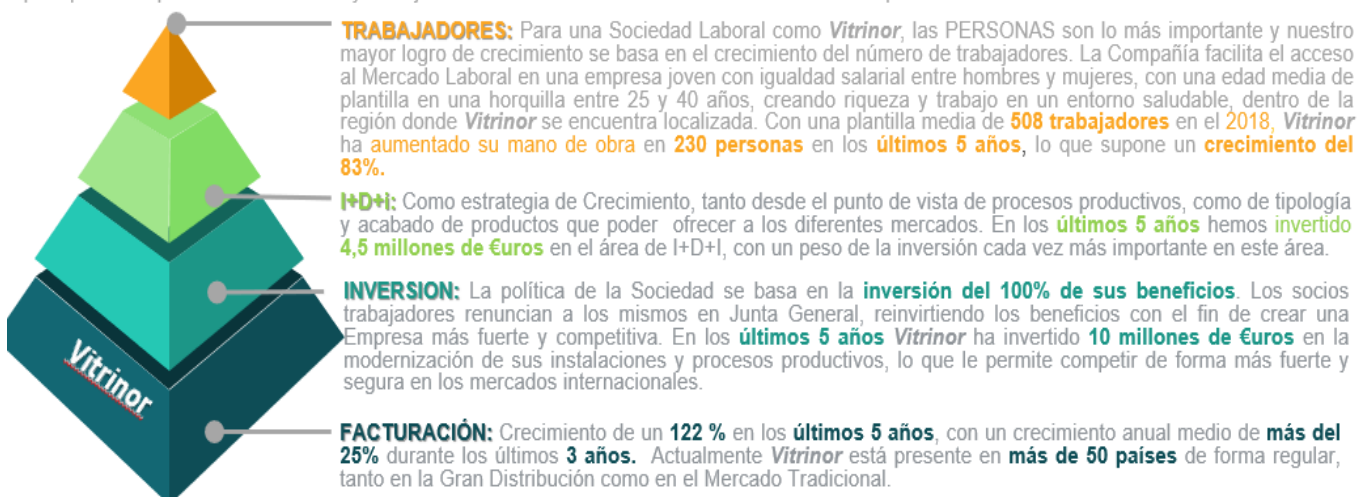 TRABAJADORES: Para una Sociedad Laboral como Vitrinor, las PERSONAS son lo más importante y nuestro
mayor logro de crecimiento se basa en el crecimiento del número de trabajadores. La Compañía facilita el acceso
al Mercado Laboral en una empresa joven con igualdad salarial entre hombres y mujeres, con una edad media de
plantilla en una horquilla entre 25 y 40 años, creando riqueza y trabajo en un entorno saludable, dentro de la
región donde Vitrinor se encuentra localizada. Con una plantilla media de 508 trabajadores en el 2018, Vitrinor
ha aumentado su mano de obra en 230 personas en los últimos 5 años, lo que supone un crecimiento del
83%.
I+D+i: Como estrategia de Crecimiento, tanto desde el punto de vista de procesos productivos, como de tipología
y acabado de productos que poder ofrecer a los diferentes mercados. En los últimos 5 años hemos invertido
4,5 millones de €uros en el área de I+D+I, con un peso de la inversión cada vez más importante en este área.
INVERSION: La política de la Sociedad se basa en la inversión del 100% de sus beneficios. Los socios
trabajadores renuncian a los mismos en Junta General, reinvirtiendo los beneficios con el fin de crear una
Empresa más fuerte y competitiva. En los últimos 5 años Vitrinor ha invertido 10 millones de €uros en la
modernización de sus instalaciones y procesos productivos, lo que le permite competir de forma más fuerte y
segura en los mercados internacionales.
Vitrinor
FACTURACIÓN: Crecimiento de un 122 % en los últimos 5 años, con un crecimiento anual medio de más del
25% durante los últimos 3 años. Actualmente Vitrinor está presente en más de 50 países de forma regular,
tanto en la Gran Distribución como en el Mercado Tradicional.